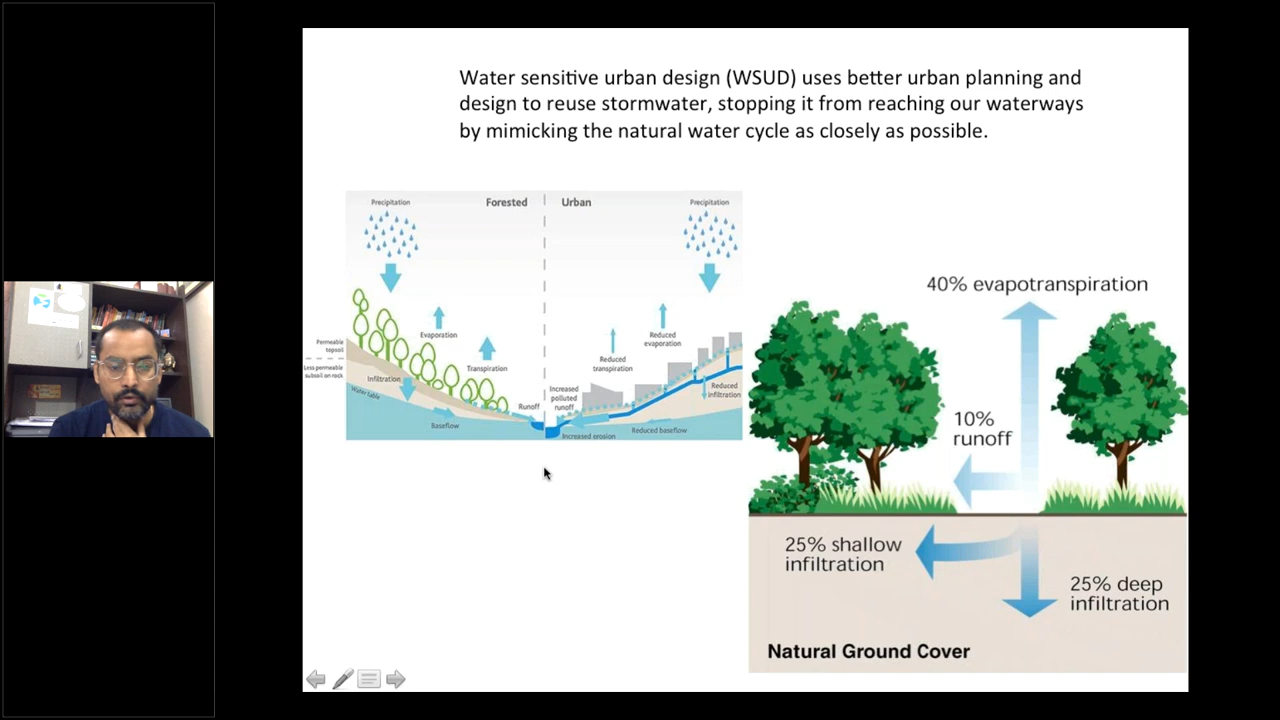 Water sensitive urban design (WSUD) uses better urban planning and
design to reuse stormwater, stopping it from reaching our waterways
by mimicking the natural water cycle as closely as possible.
Precipitation
Forested
Urban
Precipitation
Evaporation
Transpiration
Reduced
evaporation
Reduced
transpiration
Permeable
topsoil
Less permeable
subsoil on rock
Infiltration
Water table
Baseflow
Runoff
Increased
polluted
runoff
Reduced
infiltration
Increased erosion
Reduced baseflow
40% evapotranspiration
10%
runoff
25% shallow
infiltration
25% deep
infiltration
Natural Ground Cover